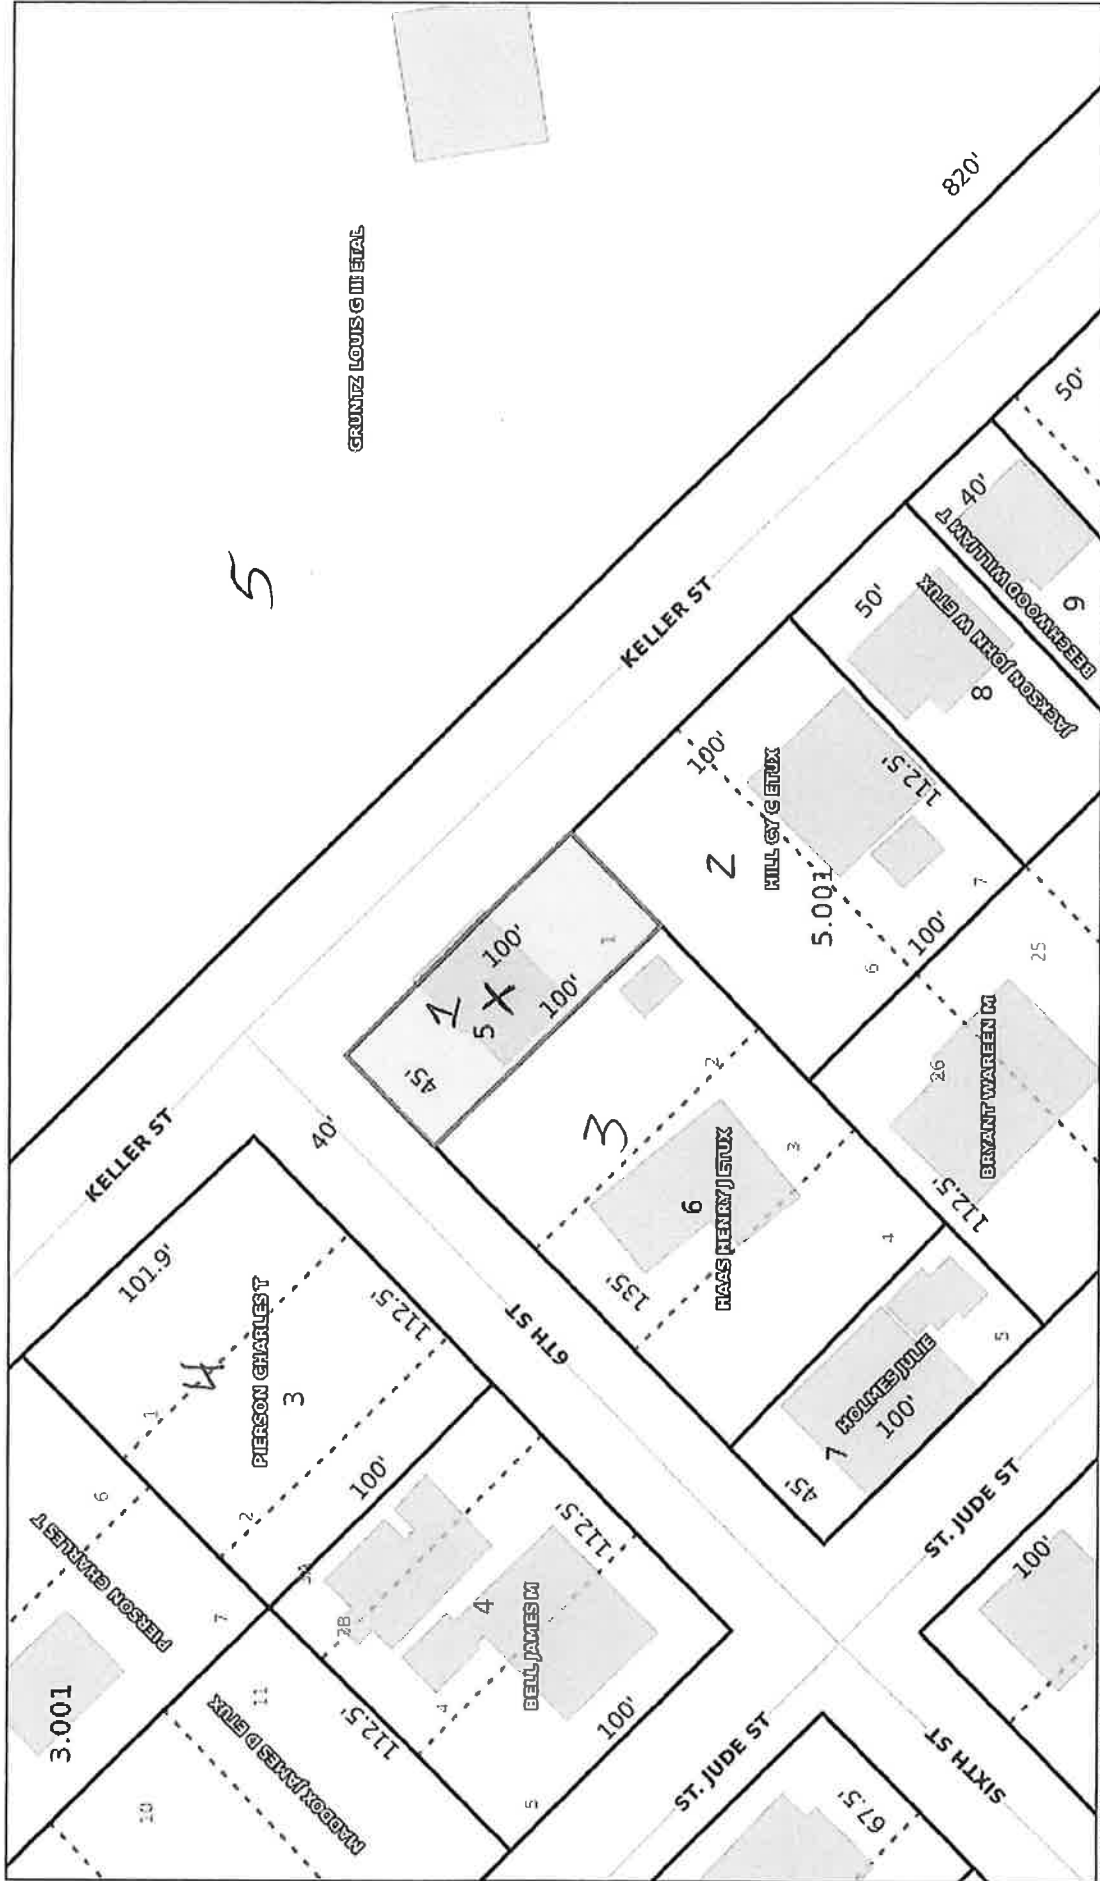 GRUNTZ LOUIS G III ETAL
5
820'
KELLER ST
KELLER ST
1
5
X
100'
100'
45'
1
40'
2
HILL CY C ETUX
5.001
100'
112.5'
100'
6
7
50'
JACKSON JOHN W ETUX
8
40'
BEECHWOOD WILLIAM T
9
50'
25
26
BRYANT WAREEN M
112.5'
3
6
HAAS HENRY J ETUX
135'
2
3
4
6TH ST
HOLMES JULIE
100'
7
45'
5
101.9'
4
PIERSON CHARLES T
3
112.5'
1
2
100'
6
PIERSON CHARLES T
7
3.001
11
MADDOX JAMES D ETUX
10
3A
2B
4
BELL JAMES M
112.5'
112.5'
4
5
100'
ST. JUDE ST
ST. JUDE ST
SIXTH ST
100'
67.5'